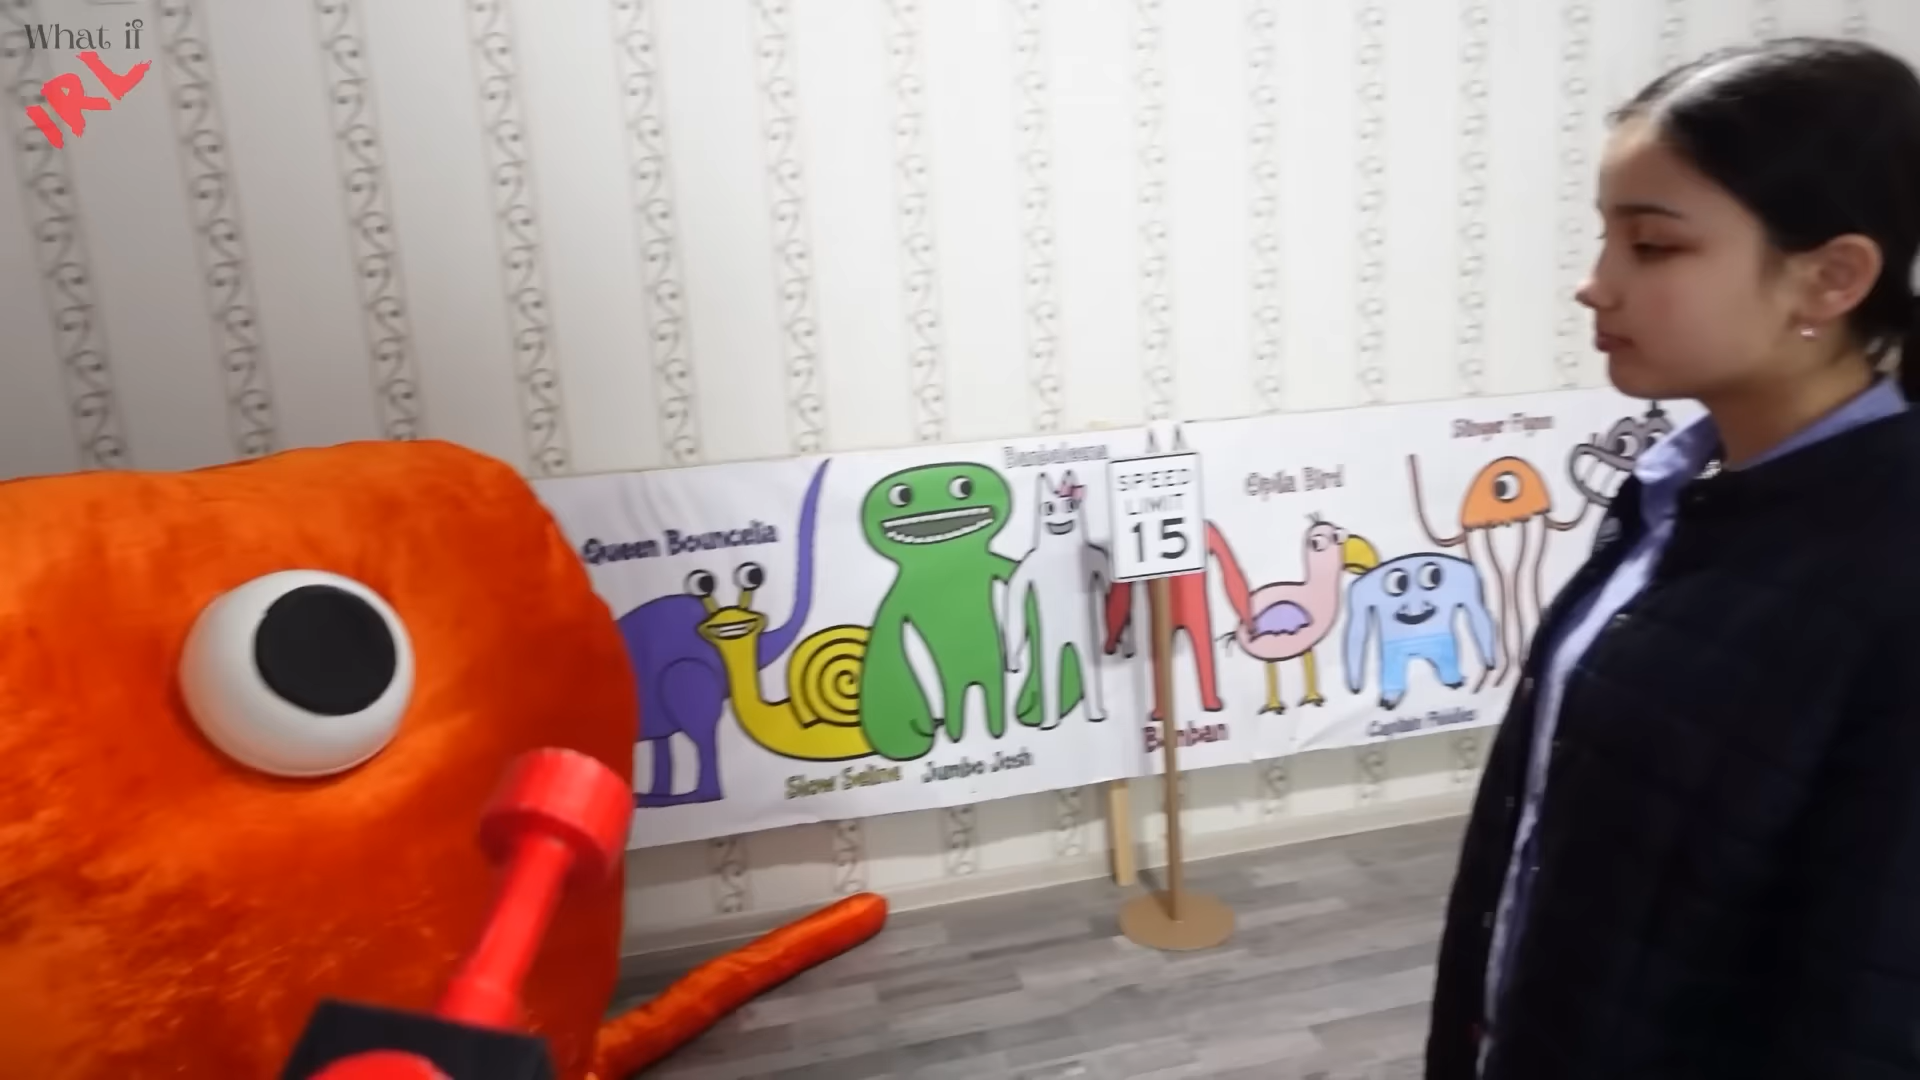 What if
IRL
Queen Bouncelia
Slow Seline
Jumbo Josh
Banbaleena
SPEED
LIMIT
15
Banban
Opila Bird
Captain Fiddles
Stinger Flynn